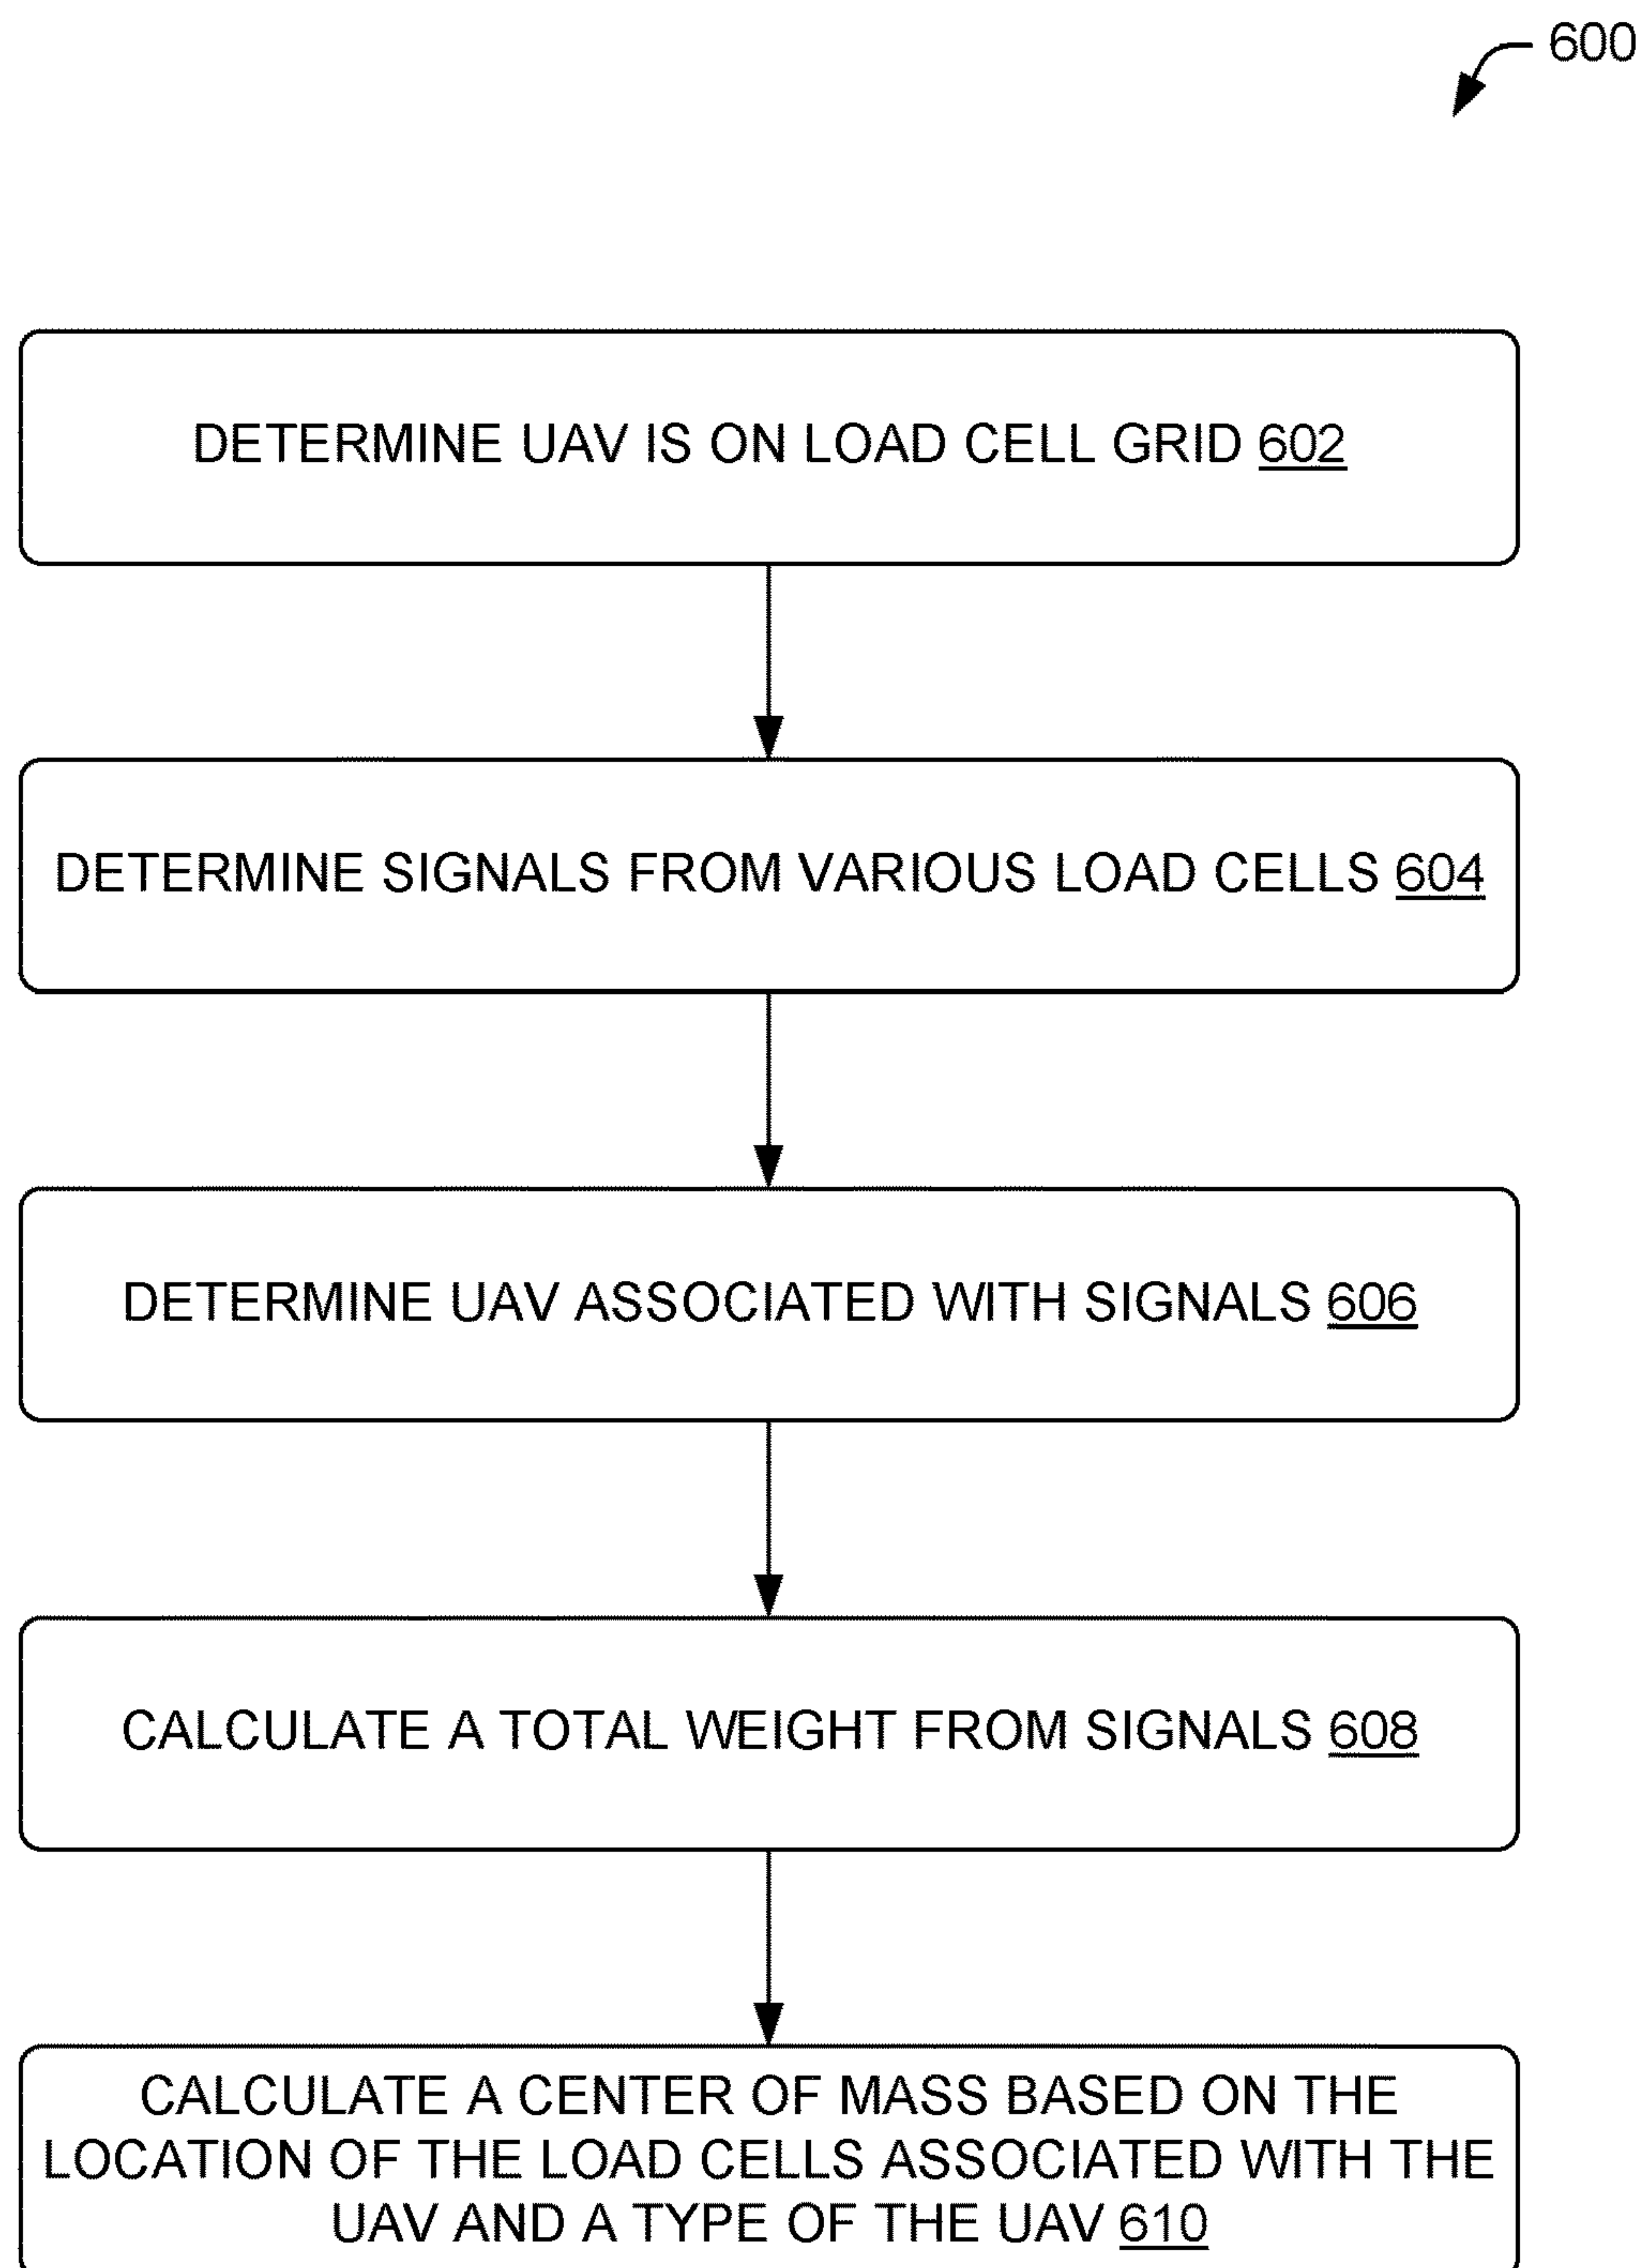 600
DETERMINE UAV IS ON LOAD CELL GRID 602
DETERMINE SIGNALS FROM VARIOUS LOAD CELLS 604
DETERMINE UAV ASSOCIATED WITH SIGNALS 606
CALCULATE A TOTAL WEIGHT FROM SIGNALS 608
CALCULATE A CENTER OF MASS BASED ON THE
LOCATION OF THE LOAD CELLS ASSOCIATED WITH THE
UAV AND A TYPE OF THE UAV 610